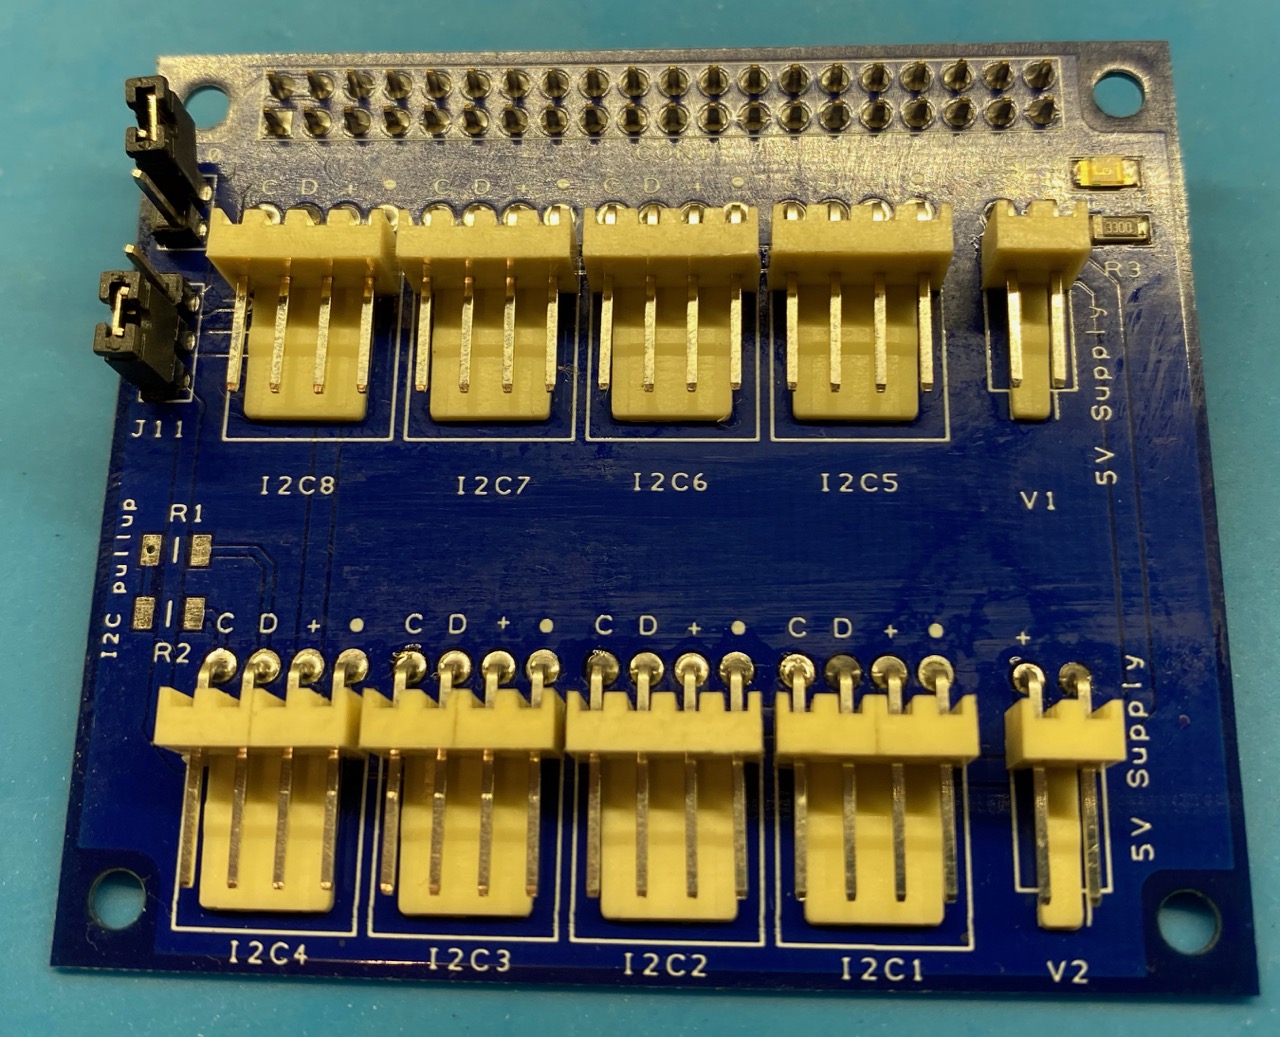 C D + ●
C D + ●
C D + ●
3300
R3
J11
I2C8
I2C7
I2C6
I2C5
V1
5V Supply
I2C pullup
R1
R2
C D + ●
C D + ●
C D + ●
C D + ●
+
5V Supply
I2C4
I2C3
I2C2
I2C1
V2